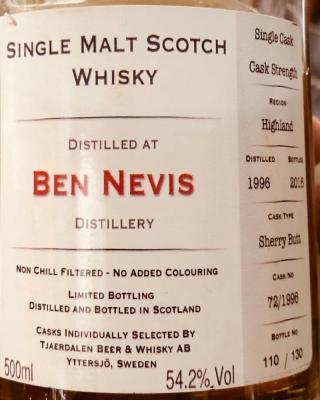 SINGLE MALT SCOTCH
WHISKY
DISTILLED AT
BEN NEVIS
DISTILLERY
NON CHILL FILTERED - NO ADDED COLOURING
LIMITED BOTTLING
DISTILLED AND BOTTLED IN SCOTLAND
CASKS INDIVIDUALLY SELECTED BY
TJAERDALEN BEER & WHISKY AB
YTTERSJÖ, SWEDEN
500ml 54.2% Vol
Single Cask
Cask Strength
REGION
Highland
DISTILLED BOTTLED
1996 2016
CASK TYPE
Sherry Butt
CASK NO
72/1996
BOTTLE NO
110 / 130